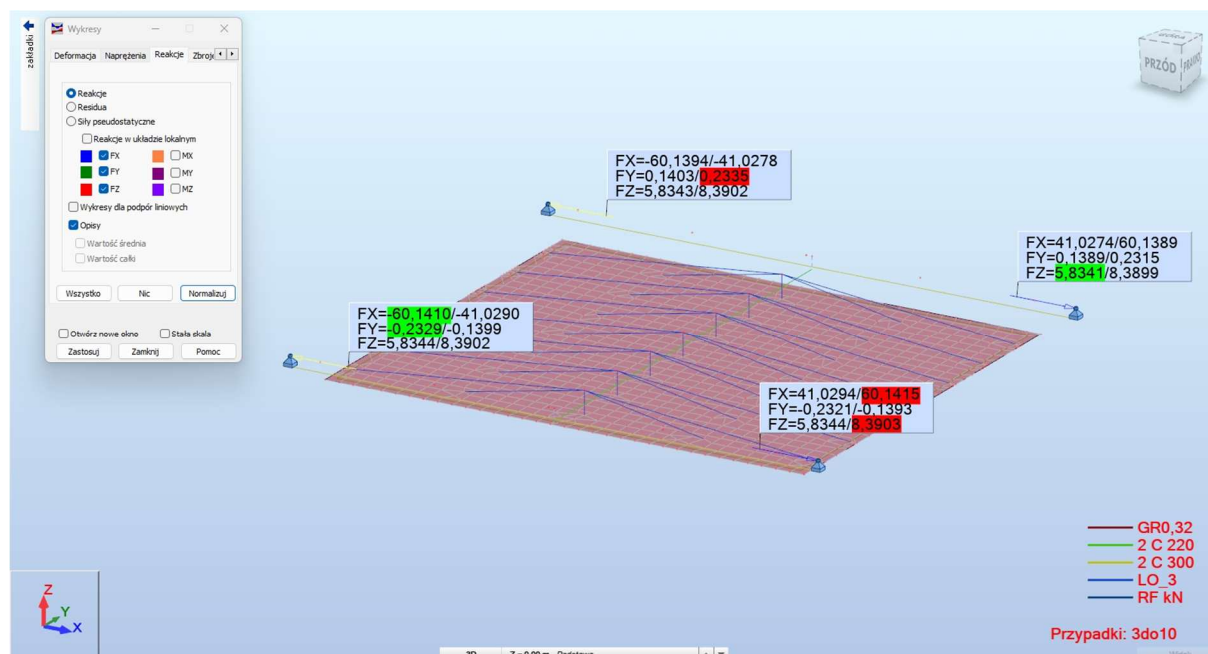 zakładki
Wykresy
Deformacja Naprężenia Reakcje Zbroje
Reakcje
Residua
Siły pseudostatyczne
Reakcje w układzie lokalnym
FX MX
FY MY
FZ MZ
Wykresy dla podpór liniowych
Opisy
Wartość średnia
Wartość całki
Wszystko Nic Normalizuj
Otwórz nowe okno Stała skala
Zastosuj Zamknij Pomoc
PRZÓD
FX=-60,1394/-41,0278
FY=0,1403/0,2335
FZ=5,8343/8,3902
FX=41,0274/60,1389
FY=0,1389/0,2315
FZ=5,8341/8,3899
FX=-60,1410/-41,0290
FY=-0,2329/-0,1399
FZ=5,8344/8,3902
FX=41,0294/60,1415
FY=-0,2321/-0,1393
FZ=5,8344/8,3903
GR0,32
2 C 220
2 C 300
LO_3
RF kN
Przypadki: 3do10
Z
Y
X